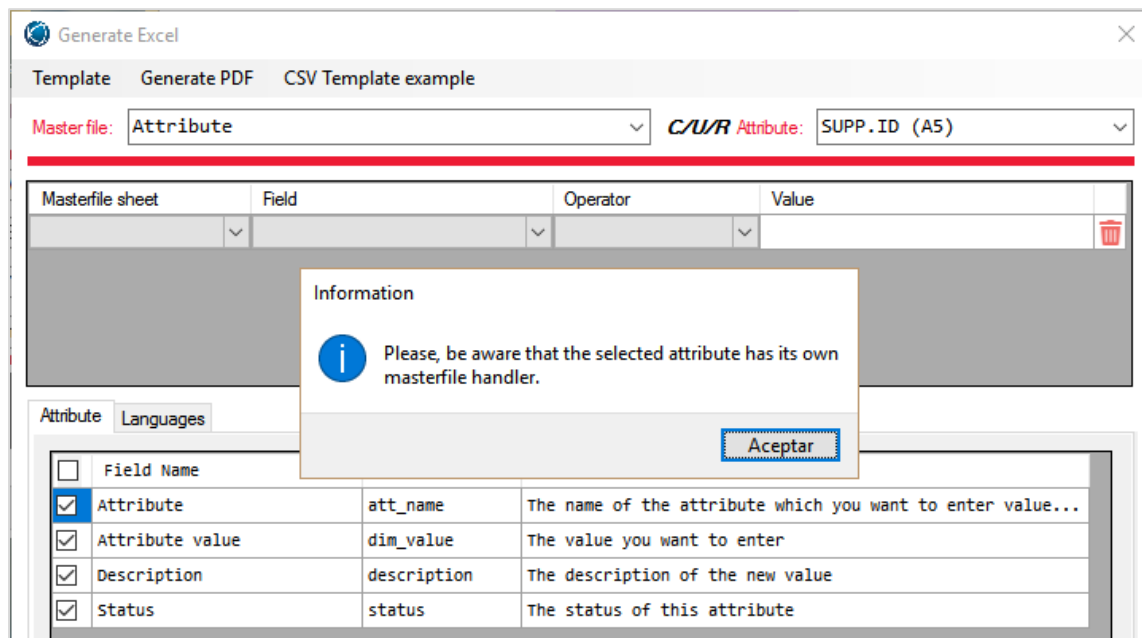 Generate Excel
Template Generate PDF CSV Template example
Master file: Attribute C/U/R Attribute: SUPP.ID (A5)
Masterfile sheet Field Operator Value
Information
Please, be aware that the selected attribute has its own
masterfile handler.
Aceptar
Attribute Languages
Field Name
Attribute att_name The name of the attribute which you want to enter value...
Attribute value dim_value The value you want to enter
Description description The description of the new value
Status status The status of this attribute